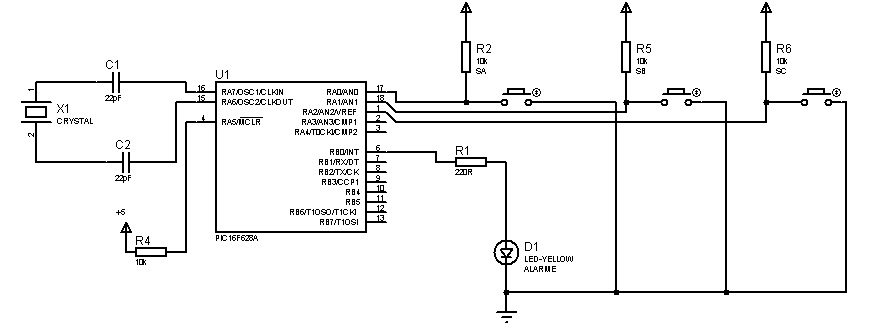 R2
10k
SA
R5
10k
SB
R6
10k
SC
C1
22pF
U1
1
X1
CRYSTAL
2
C2
22pF
16
15
4
RA7/OSC1/CLKIN
RA6/OSC2/CLKOUT
RA5/MCLR
RA0/AN0
RA1/AN1
RA2/AN2/VREF
RA3/AN3/CMP1
RA4/T0CKI/CMP2
RB0/INT
RB1/RX/DT
RB2/TX/CK
RB3/CCP1
RB4
RB5
RB6/T1OSO/T1CKI
RB7/T1OSI
17
18
1
2
3
6
7
8
9
10
11
12
13
PIC16F628A
R1
220R
+5
R4
10k
D1
LED-YELLOW
ALARME